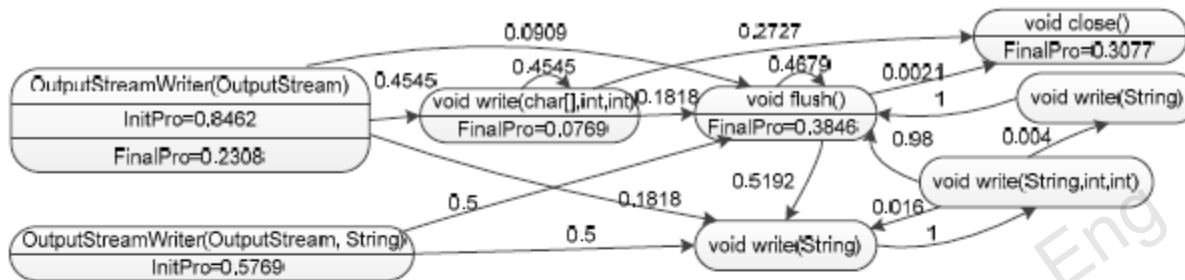 0.0909
0.2727
void close()
FinalPro=0.3077
OutputStreamWriter(OutputStream)
InitPro=0.8462
FinalPro=0.2308
0.4545
0.4545
void write(char[],int,int)
FinalPro=0.0769
0.1818
0.4679
void flush()
FinalPro=0.3846
0.0021
1
void write(String)
0.98
0.004
void write(String,int,int)
0.5192
0.016
1
0.1818
0.5
OutputStreamWriter(OutputStream, String)
InitPro=0.5769
0.5
void write(String)
Eng